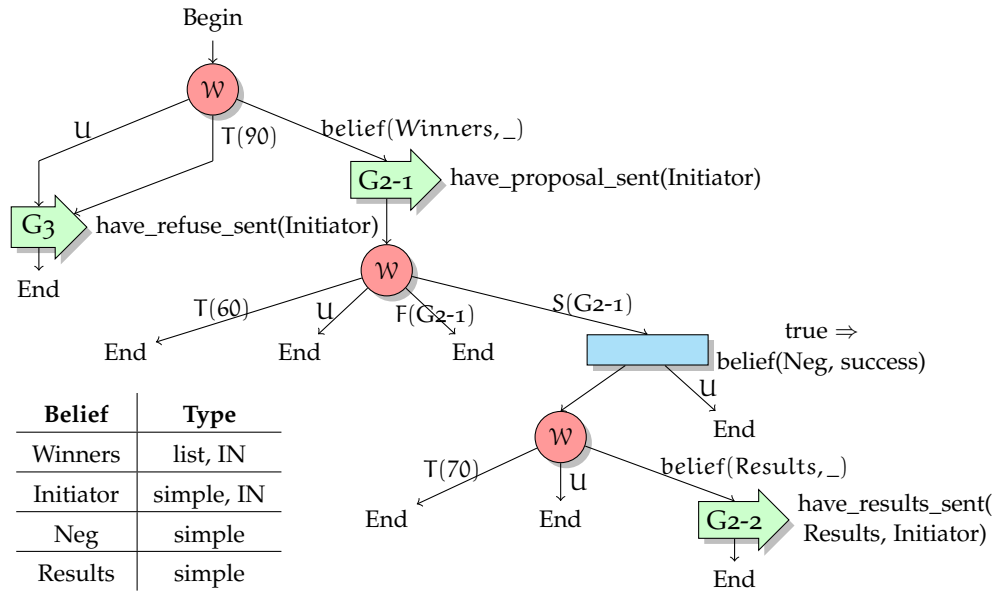 Begin
W
U
T(90)
belief(Winners, _)
G2-1
have_proposal_sent(Initiator)
G3
have_refuse_sent(Initiator)
End
W
T(60)
U
F(G2-1)
S(G2-1)
End
End
End
true ⇒
belief(Neg, success)
U
End
W
T(70)
U
belief(Results, _)
End
End
G2-2
have_results_sent(
Results, Initiator)
End
Belief Type
Winners list, IN
Initiator simple, IN
Neg simple
Results simple